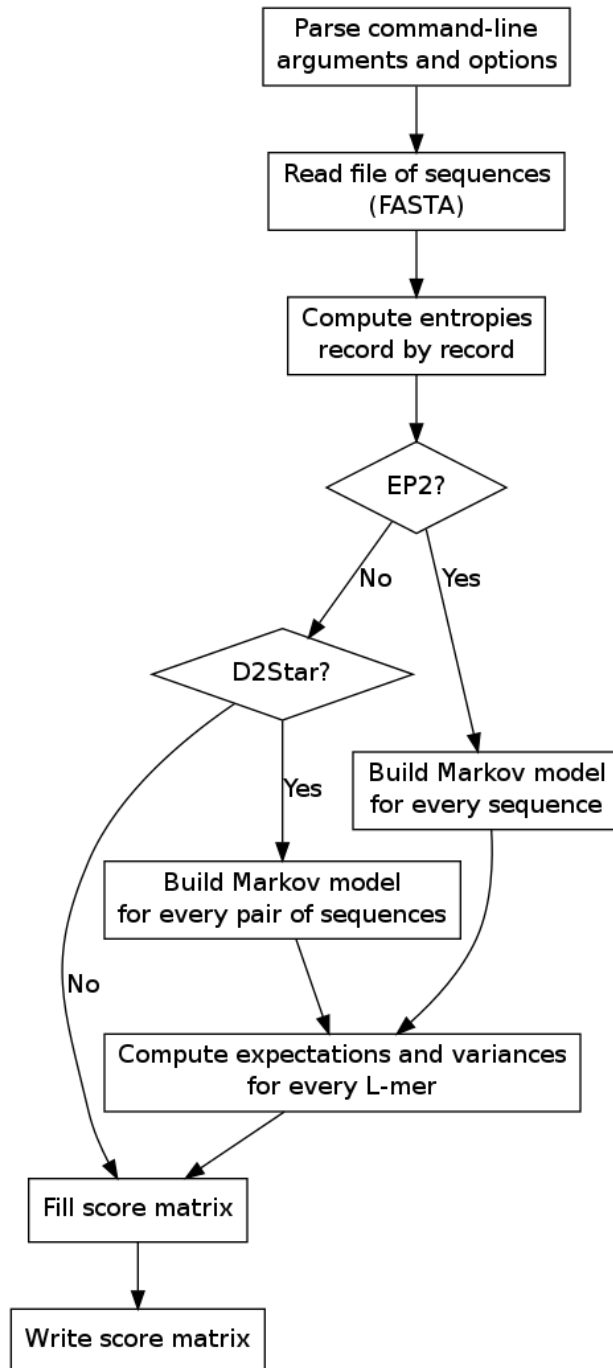 Parse command-line
arguments and options
Read file of sequences
(FASTA)
Compute entropies
record by record
EP2?
No
Yes
D2Star?
Build Markov model
for every sequence
Yes
Build Markov model
for every pair of sequences
No
Compute expectations and variances
for every L-mer
Fill score matrix
Write score matrix